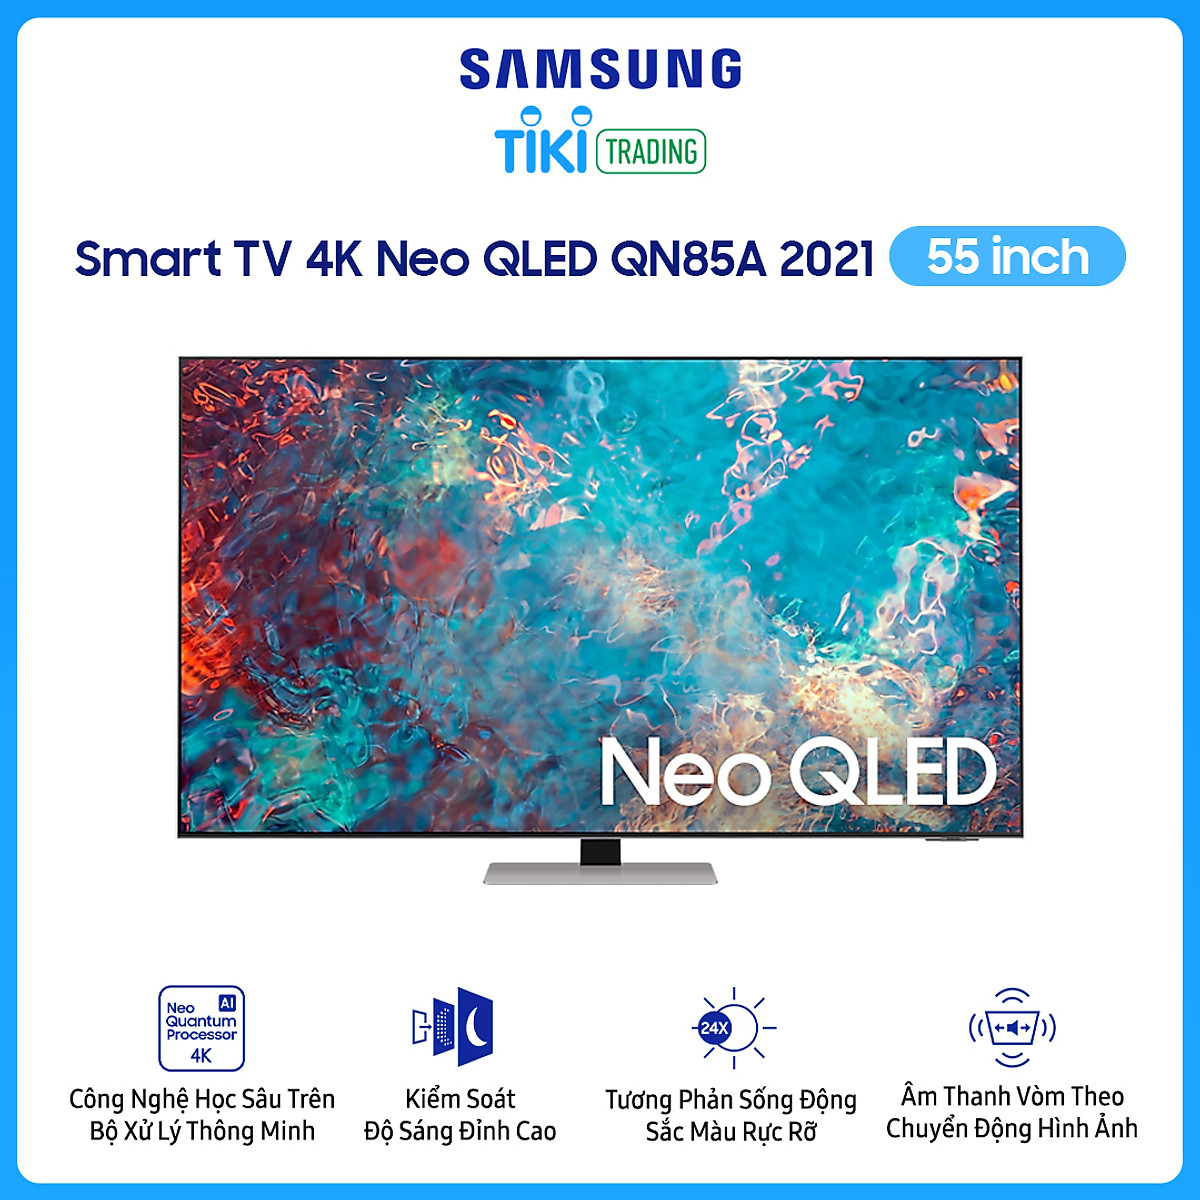 SAMSUNG
TIKI TRADING
Smart TV 4K Neo QLED QN85A 2021 55 inch
Neo QLED
Neo AI
Quantum
Processor
4K
24X
Công Nghệ Học Sâu Trên
Bộ Xử Lý Thông Minh
Kiểm Soát
Độ Sáng Đỉnh Cao
Tương Phản Sống Động
Sắc Màu Rực Rỡ
Âm Thanh Vòm Theo
Chuyển Động Hình Ảnh